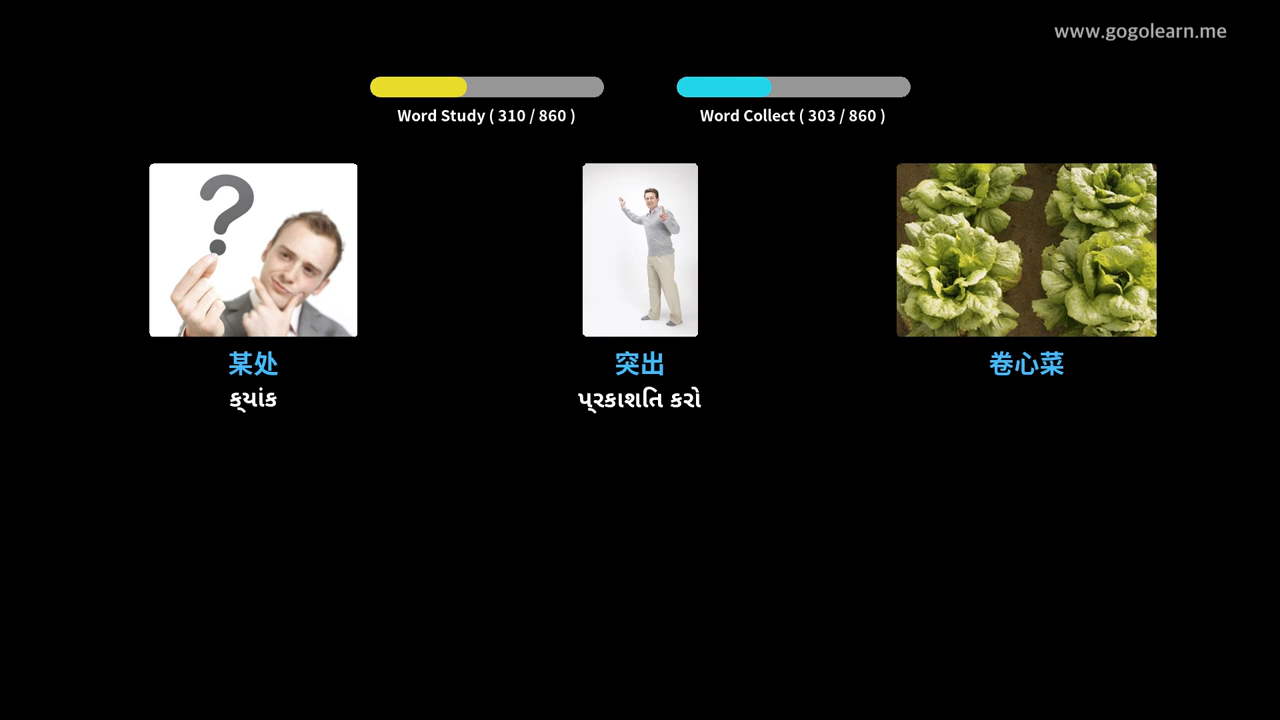 www.gogolearn.me
Word Study ( 310 / 860 )
Word Collect ( 303 / 860 )
某处
突出
卷心菜
ક્યાંક
પ્રકાશિત કરો